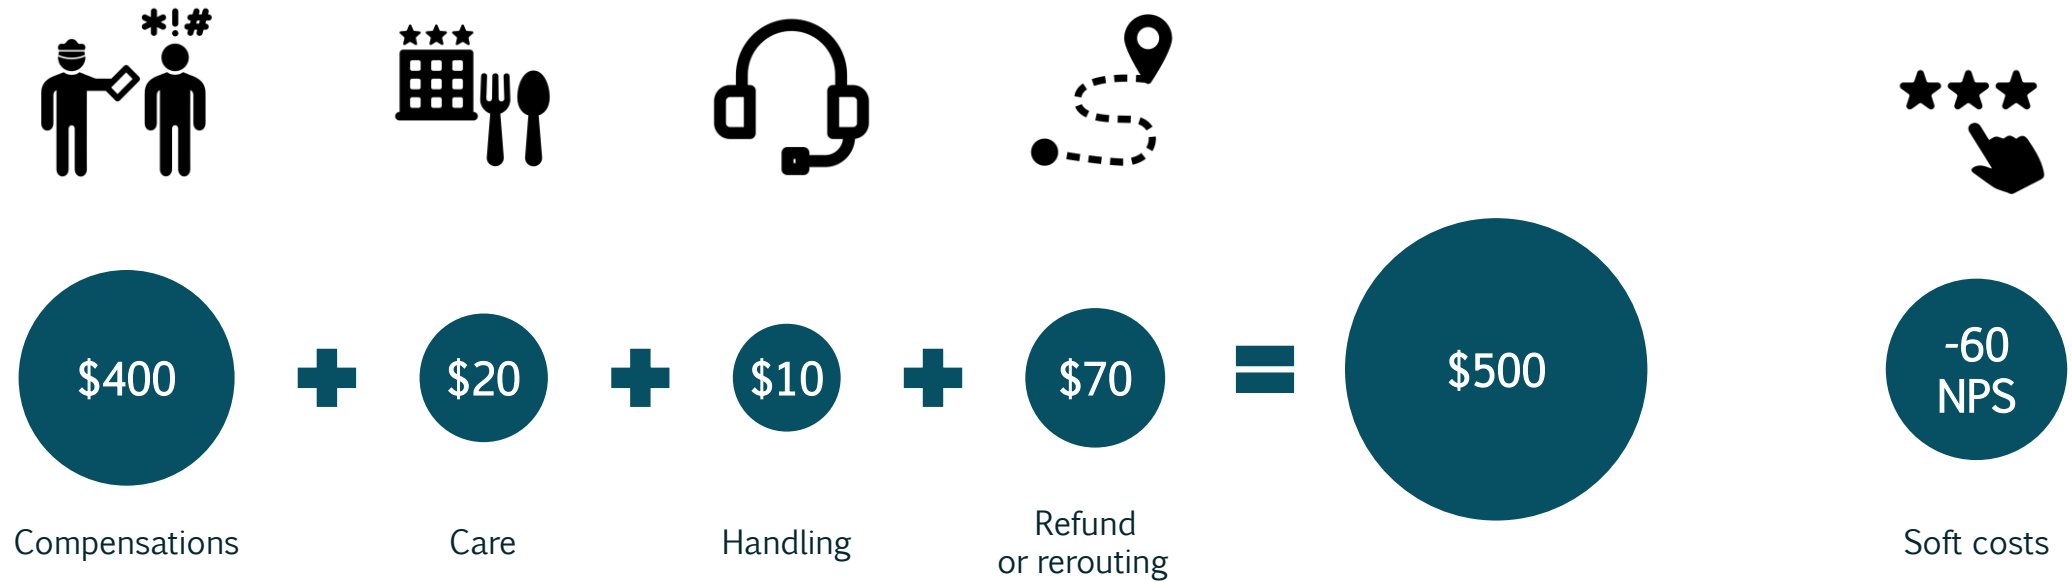 *!#
$400
+
$20
+
$10
+
$70
=
$500
-60
NPS
Compensations
Care
Handling
Refund
or rerouting
Soft costs